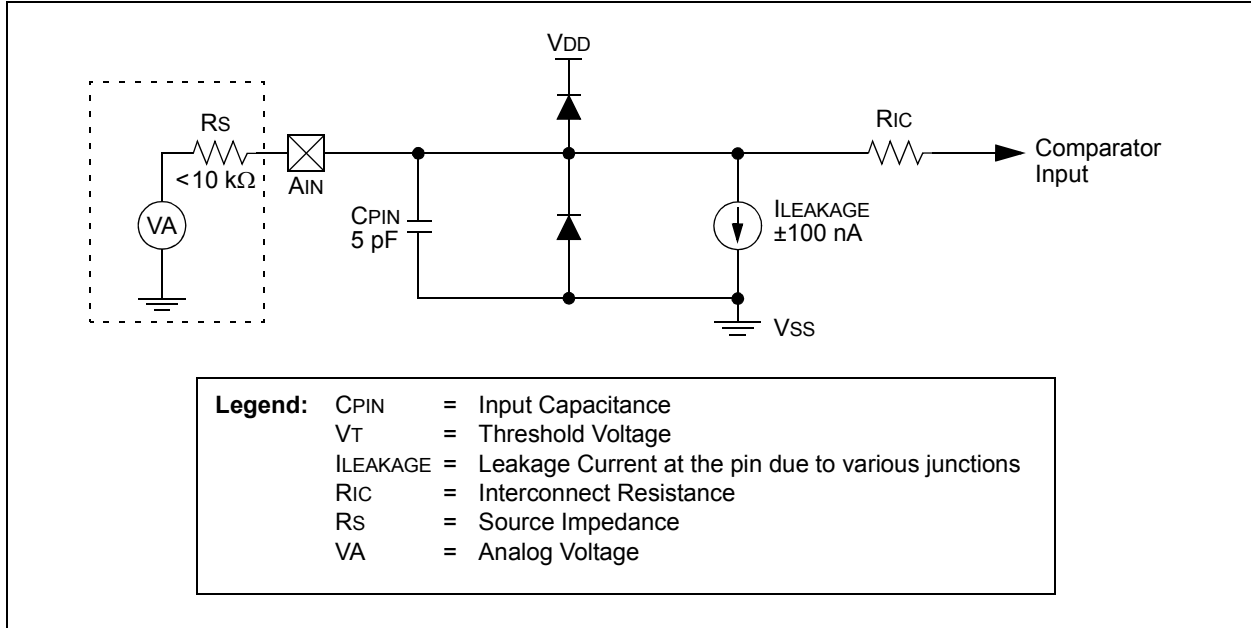 VDD
RS
<10 kΩ
AIN
VA
CPIN
5 pF
ILEAKAGE
±100 nA
VSS
RIC
Comparator
Input
Legend: CPIN = Input Capacitance
VT = Threshold Voltage
ILEAKAGE = Leakage Current at the pin due to various junctions
RIC = Interconnect Resistance
RS = Source Impedance
VA = Analog Voltage